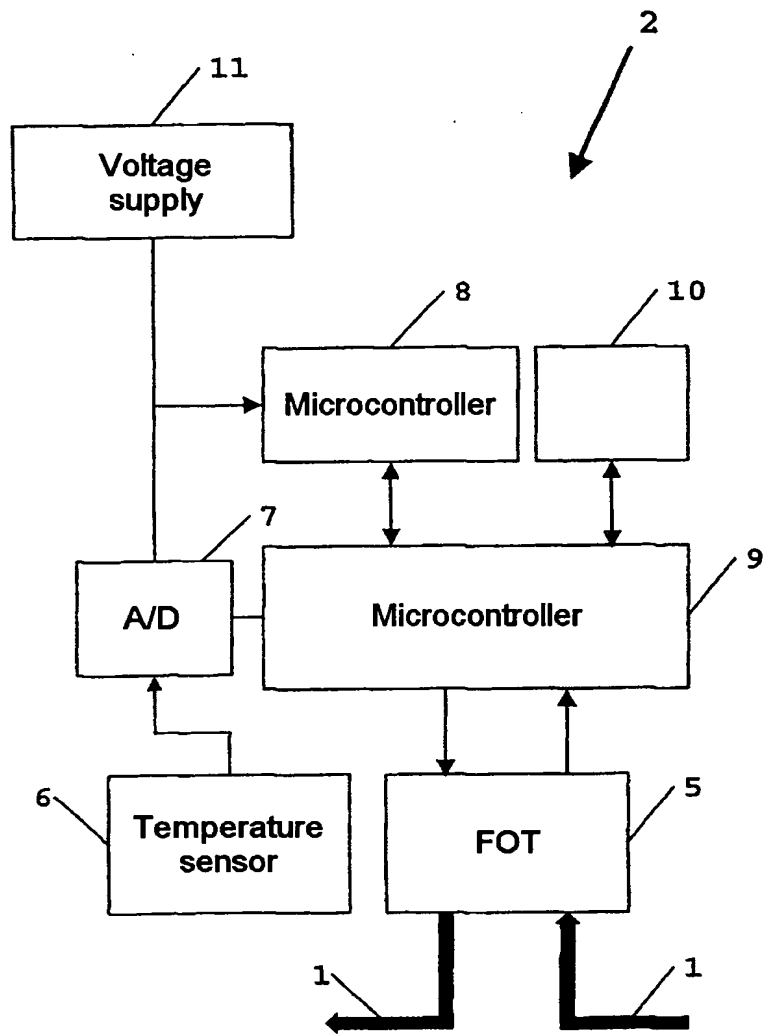 2
11
Voltage
supply
8
10
Microcontroller
7
9
A/D
Microcontroller
6
5
Temperature
sensor
FOT
1
1